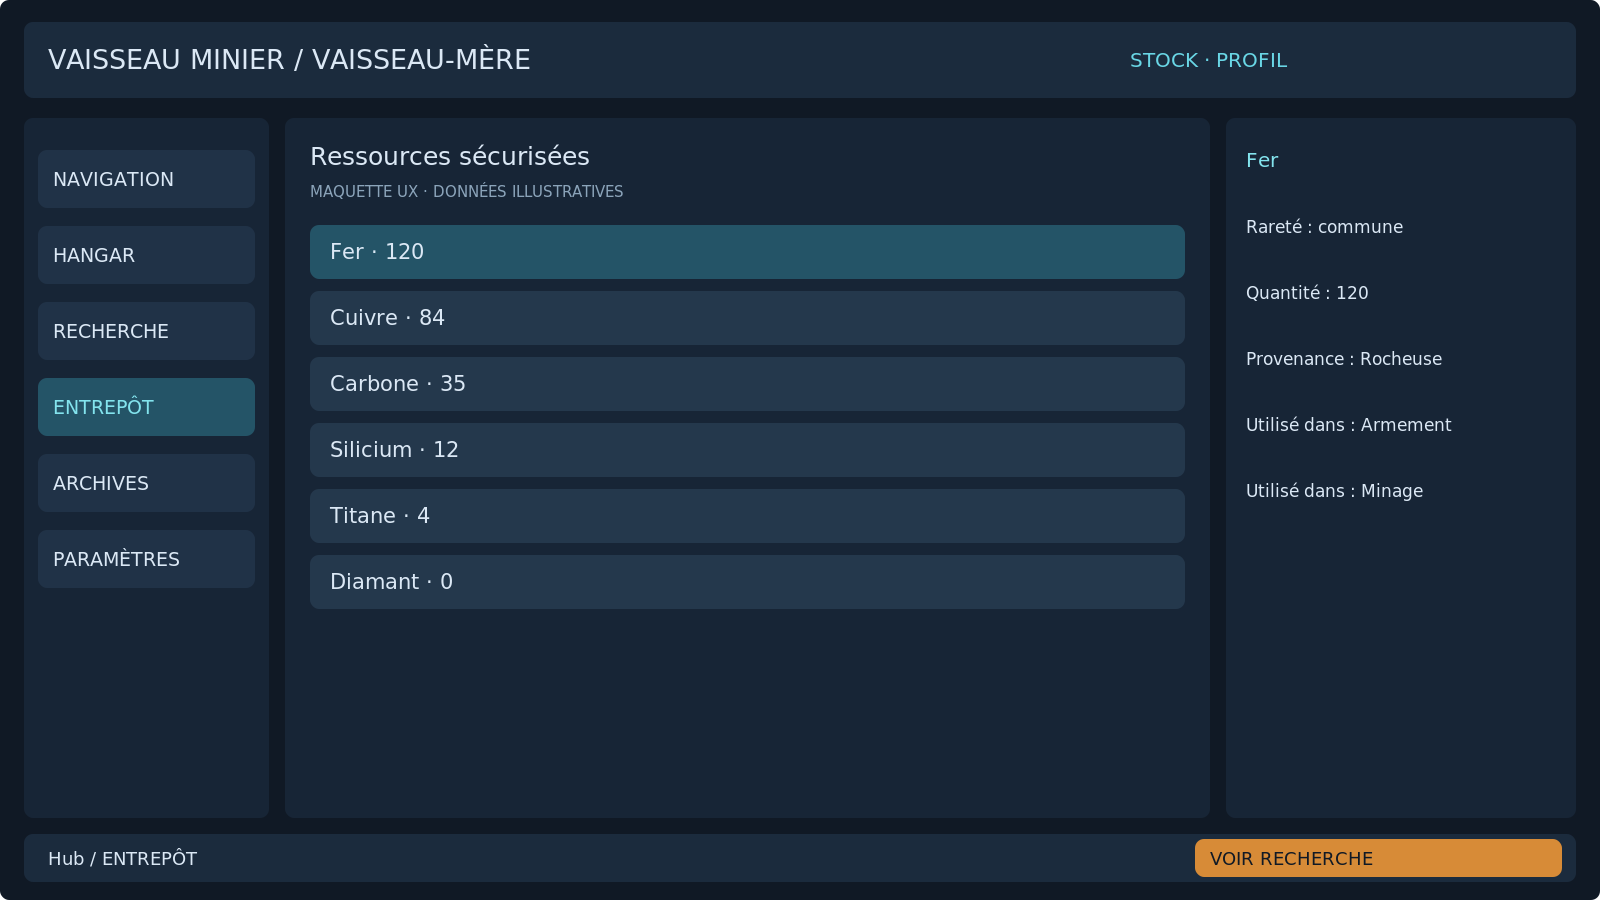 VAISSEAU MINIER / VAISSEAU-MÈRE
STOCK · PROFIL
NAVIGATION
HANGAR
RECHERCHE
ENTREPÔT
ARCHIVES
PARAMÈTRES
Ressources sécurisées
MAQUETTE UX · DONNÉES ILLUSTRATIVES
Fer · 120
Cuivre · 84
Carbone · 35
Silicium · 12
Titane · 4
Diamant · 0
Fer
Rareté : commune
Quantité : 120
Provenance : Rocheuse
Utilisé dans : Armement
Utilisé dans : Minage
Hub / ENTREPÔT
VOIR RECHERCHE